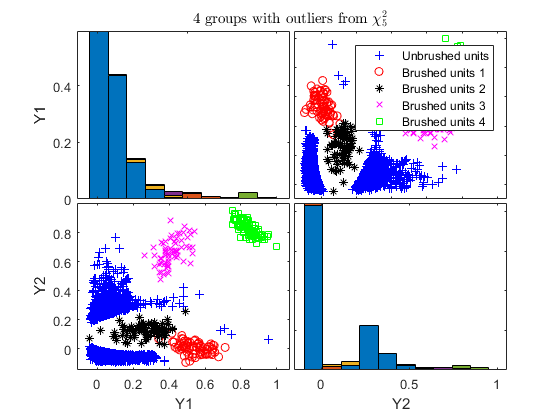 4 groups with outliers from χ₅²
Y1
0.4
0.2
0
Unbrushed units
Brushed units 1
Brushed units 2
Brushed units 3
Brushed units 4
Y2
0.8
0.6
0.4
0.2
0
0 0.2 0.4 0.6 0.8 1
Y1
0 0.5 1
Y2